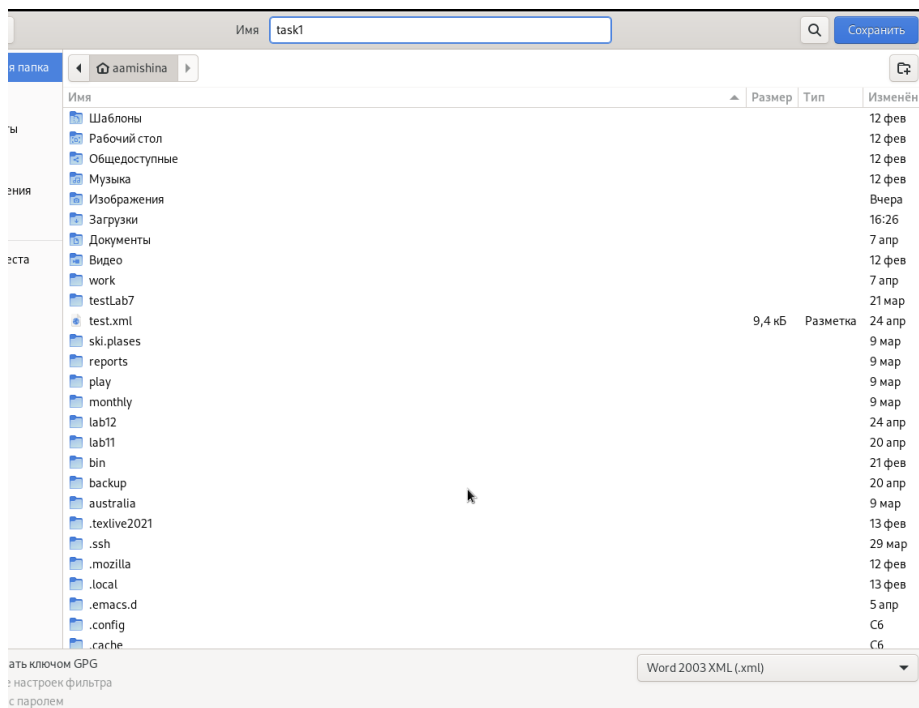 Имя task1 Сохранить
я папка aamishina
Имя Размер Тип Изменён
Шаблоны 12 фев
ты Рабочий стол 12 фев
Общедоступные 12 фев
Музыка 12 фев
ения Изображения Вчера
Загрузки 16:26
Документы 7 апр
еста Видео 12 фев
work 7 апр
testLab7 21 мар
test.xml 9,4 кБ Разметка 24 апр
ski.plases 9 мар
reports 9 мар
play 9 мар
monthly 9 мар
lab12 24 апр
lab11 20 апр
bin 21 фев
backup 20 апр
australia 9 мар
.texlive2021 13 фев
.ssh 29 мар
.mozilla 12 фев
.local 13 фев
.emacs.d 5 апр
.config Сб
.cache Сб
ать ключом GPG Word 2003 XML (.xml)
е настроек фильтра
с паролем